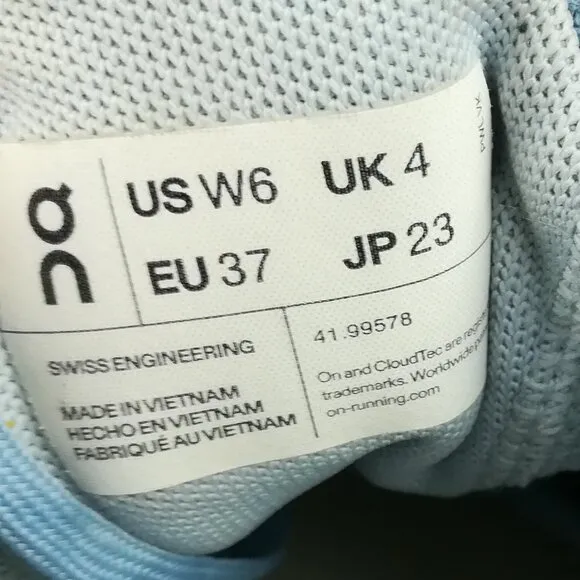 On
US W6 UK 4
EU 37 JP 23
SWISS ENGINEERING
MADE IN VIETNAM
HECHO EN VIETNAM
FABRIQUÉ AU VIETNAM
41.99578
On and CloudTec are
trademarks. Worldwide
on-running.com